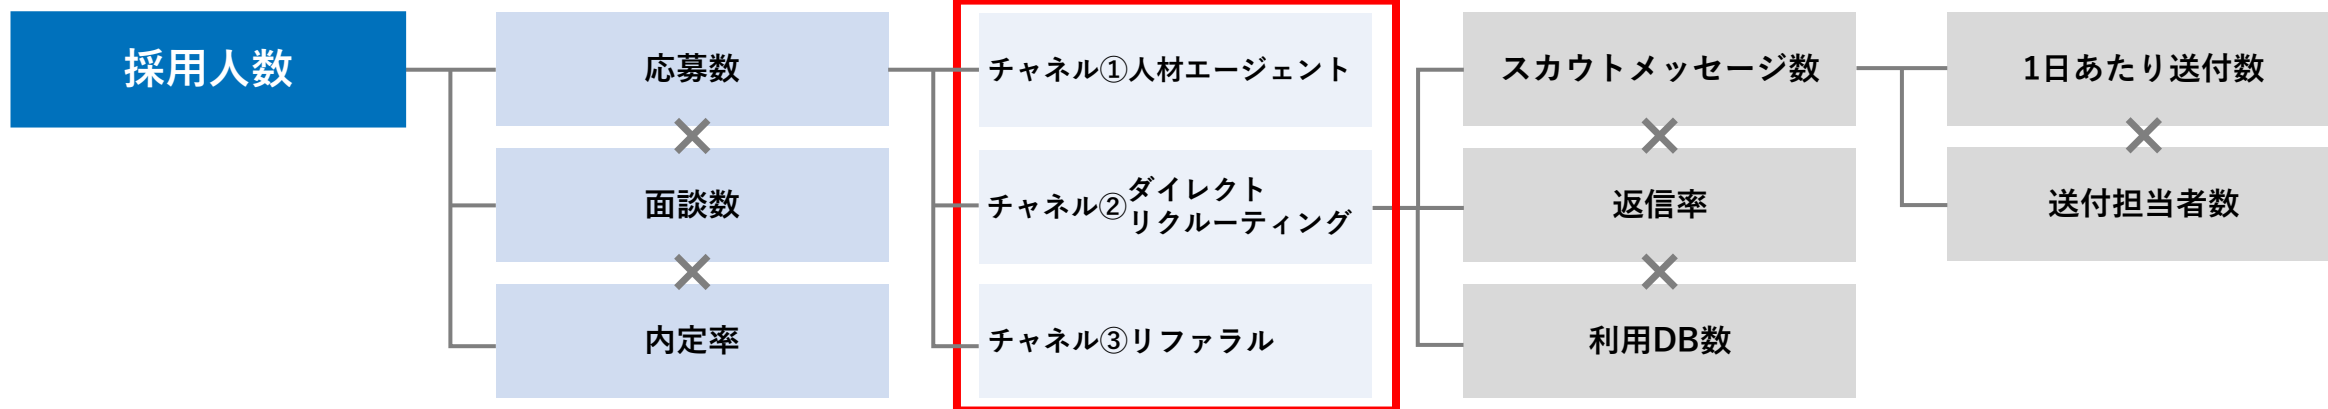 採用人数
応募数
×
面談数
×
内定率
チャネル①人材エージェント
チャネル②ダイレクト
リクルーティング
チャネル③リファラル
スカウトメッセージ数
×
返信率
×
利用DB数
1日あたり送付数
×
送付担当者数